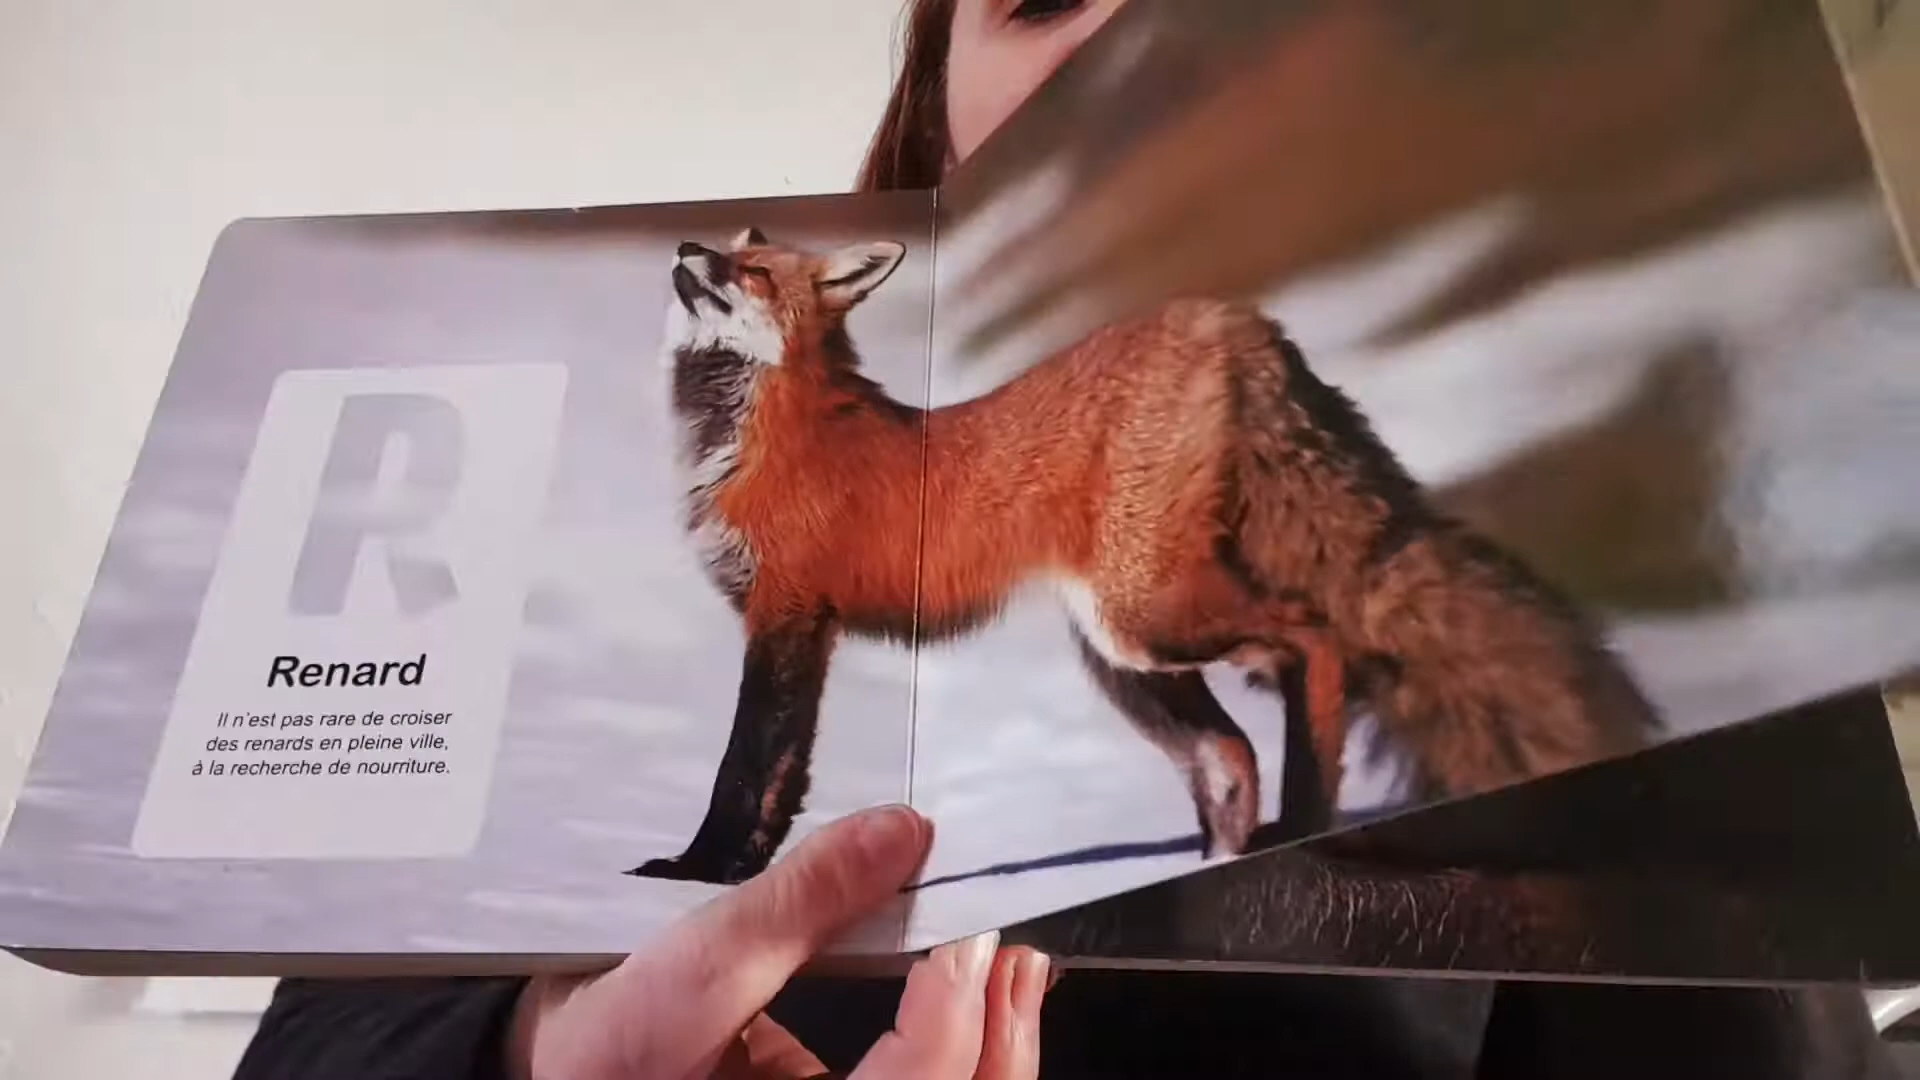 R
Renard
Il n'est pas rare de croiser
des renards en pleine ville,
à la recherche de nourriture.